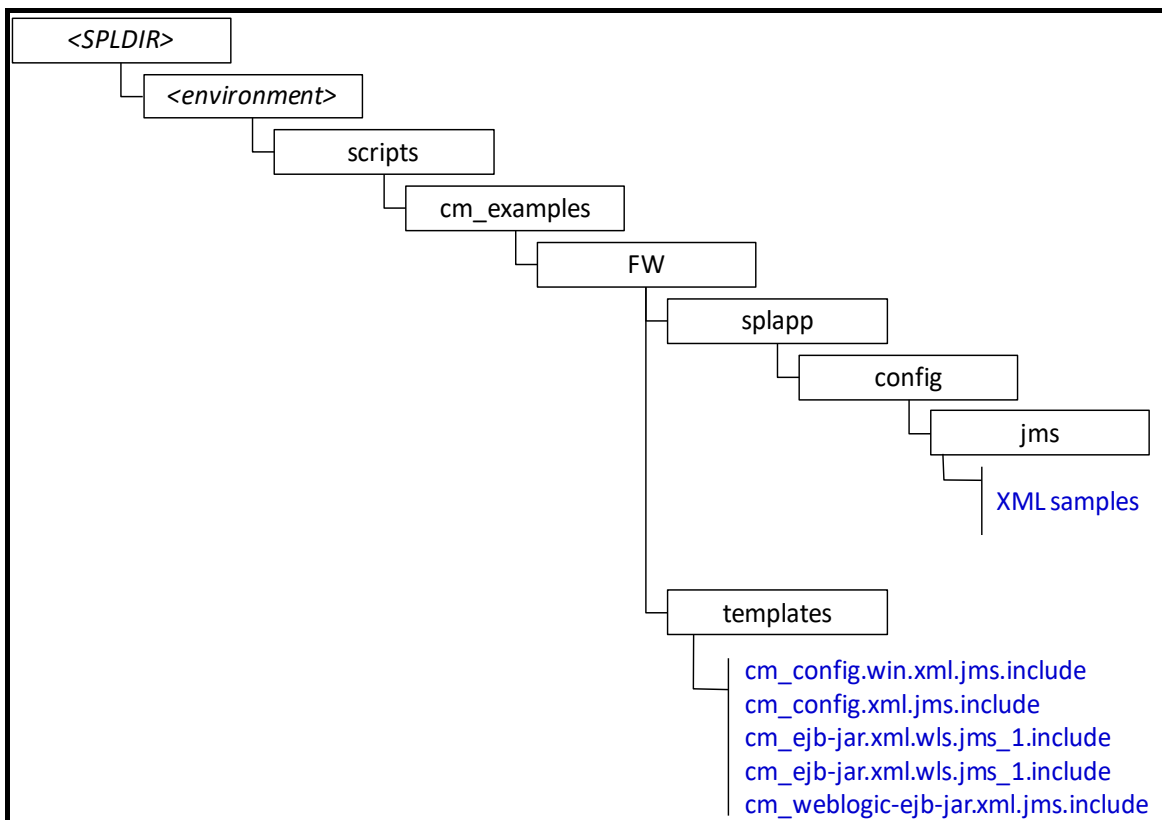 <SPLDIR>
<environment>
scripts
cm_examples
FW
splapp
config
jms
XML samples
templates
cm_config.win.xml.jms.include
cm_config.xml.jms.include
cm_ejb-jar.xml.wls.jms_1.include
cm_ejb-jar.xml.wls.jms_1.include
cm_weblogic-ejb-jar.xml.jms.include